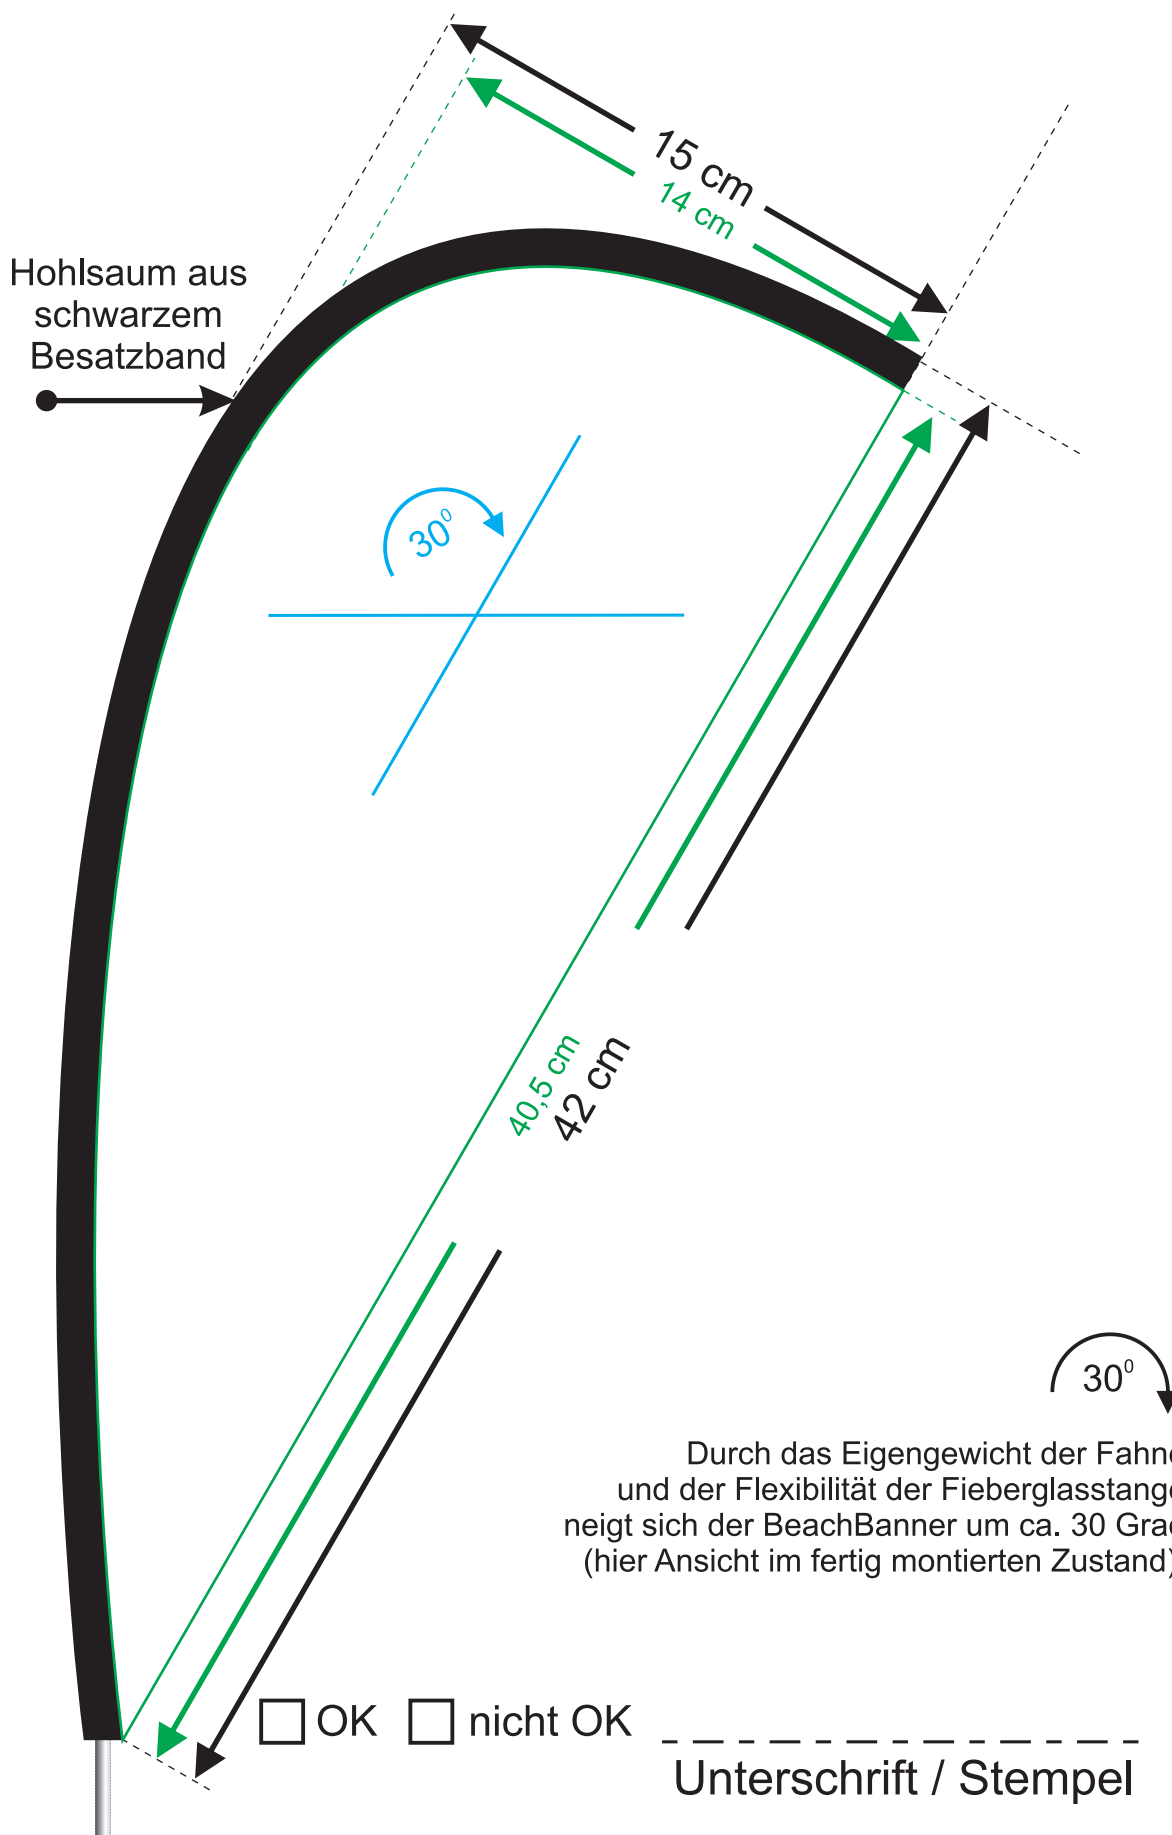 15 cm
14 cm
Hohlsaum aus
schwarzem
Besatzband
30⁰
40,5 cm
42 cm
30⁰
Durch das Eigengewicht der Fahne
und der Flexibilität der Fieberglasstange
neigt sich der BeachBanner um ca. 30 Grad
(hier Ansicht im fertig montierten Zustand)
OK nicht OK
Unterschrift / Stempel